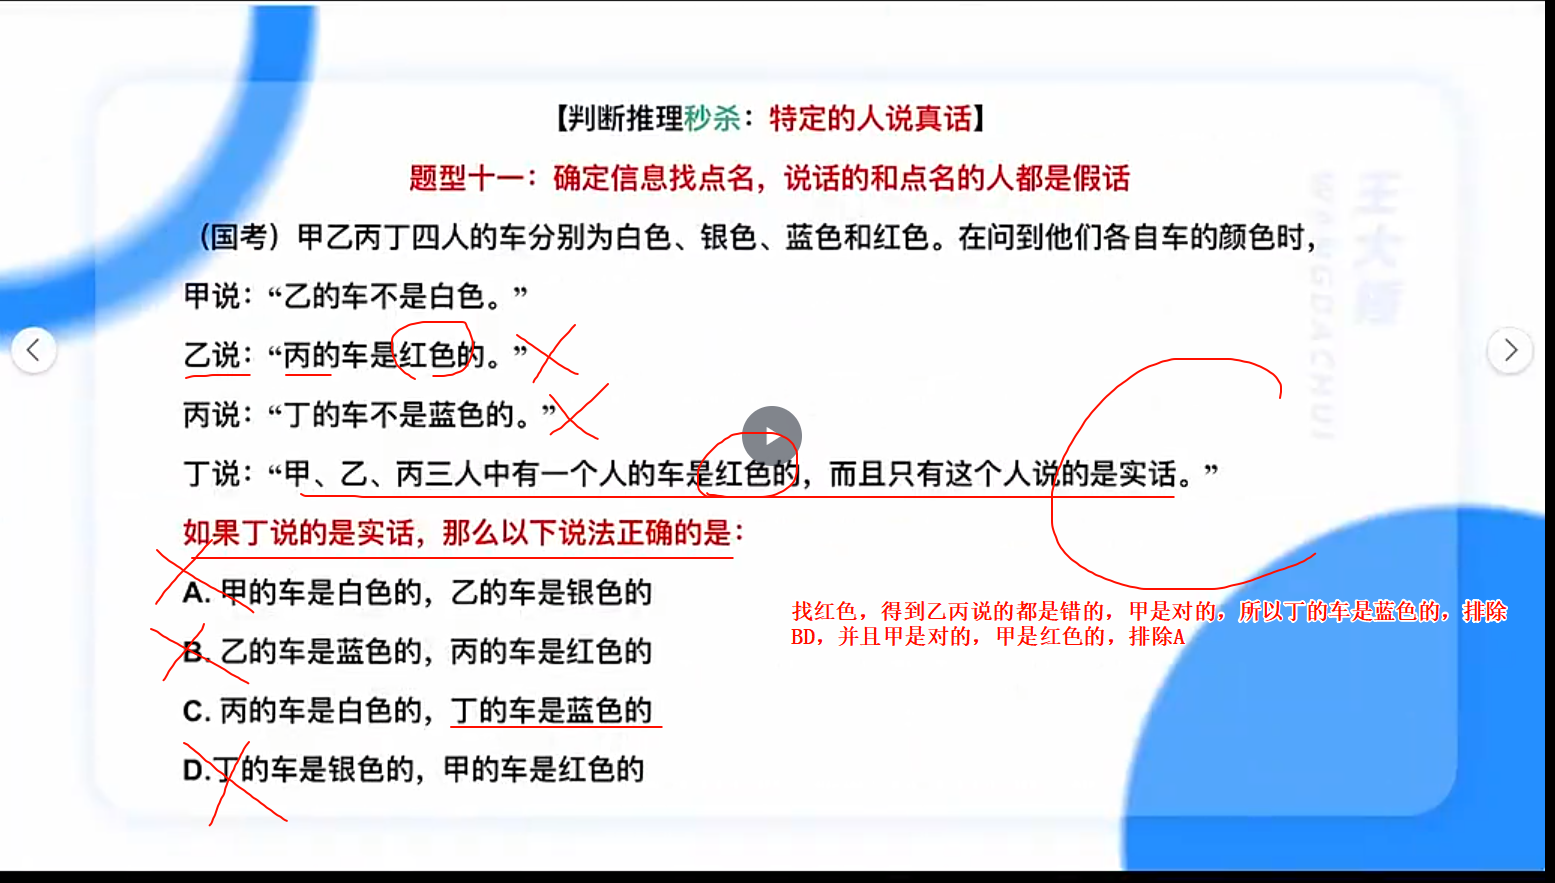 【判断推理秒杀：特定的人说真话】
题型十一：确定信息找点名，说话的和点名的人都是假话
（国考）甲乙丙丁四人的车分别为白色、银色、蓝色和红色。在问到他们各自车的颜色时，
甲说：“乙的车不是白色。”
乙说：“丙的车是红色的。”
丙说：“丁的车不是蓝色的。”
丁说：“甲、乙、丙三人中有一个人的车是红色的，而且只有这个人说的是实话。”
如果丁说的是实话，那么以下说法正确的是：
A. 甲的车是白色的，乙的车是银色的
B. 乙的车是蓝色的，丙的车是红色的
C. 丙的车是白色的，丁的车是蓝色的
D.丁的车是银色的，甲的车是红色的
找红色，得到乙丙说的都是错的，甲是对的，所以丁的车是蓝色的，排除
BD，并且甲是对的，甲是红色的，排除A
王大锤
WANGDACHUI